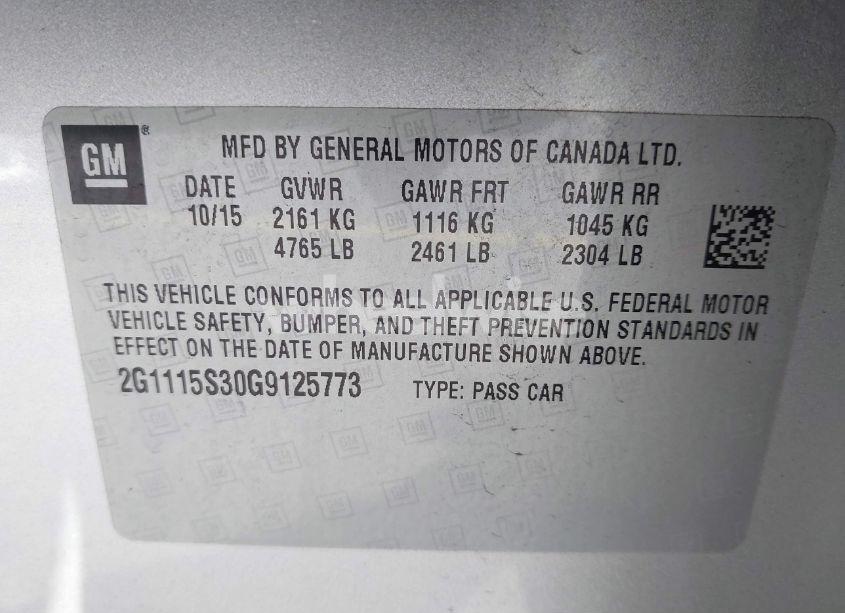 GM®
MFD BY GENERAL MOTORS OF CANADA LTD.
DATE GVWR GAWR FRT GAWR RR
10/15 2161 KG 1116 KG 1045 KG
4765 LB 2461 LB 2304 LB
THIS VEHICLE CONFORMS TO ALL APPLICABLE U.S. FEDERAL MOTOR
VEHICLE SAFETY, BUMPER, AND THEFT PREVENTION STANDARDS IN
EFFECT ON THE DATE OF MANUFACTURE SHOWN ABOVE.
2G1115S30G9125773 TYPE: PASS CAR